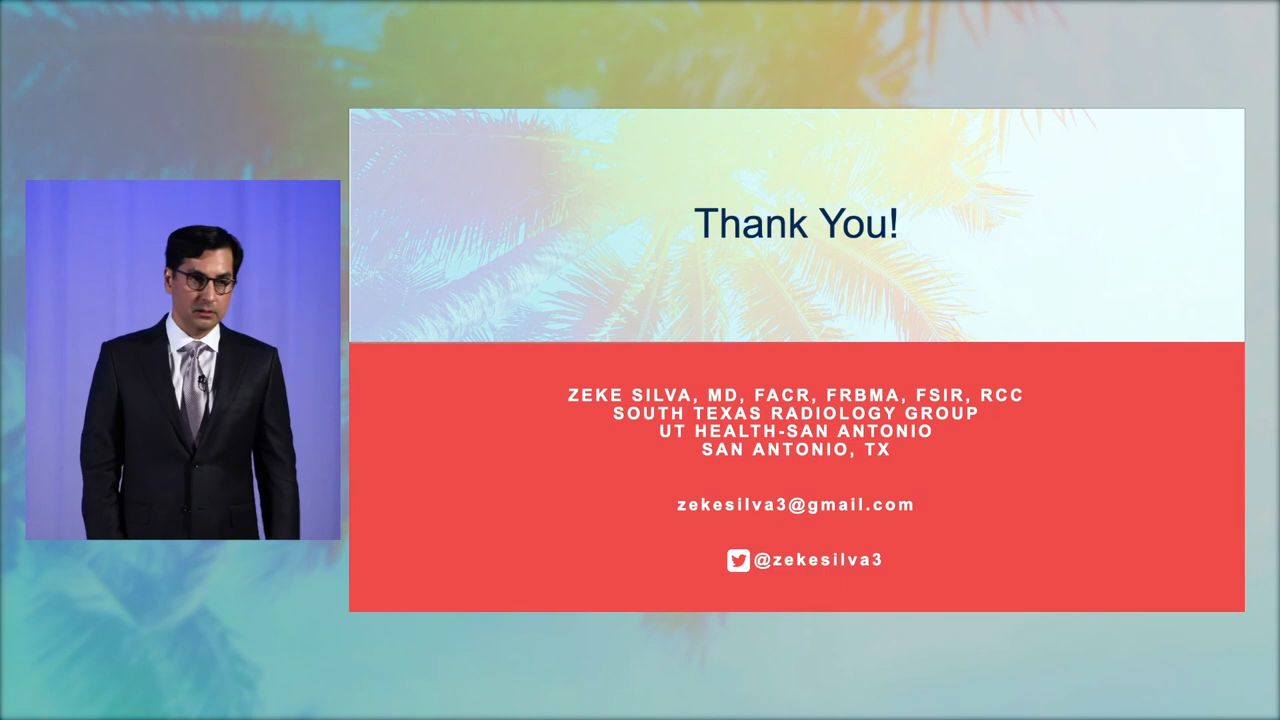 Thank You!
ZEKE SILVA, MD, FACR, FRBMA, FSIR, RCC
SOUTH TEXAS RADIOLOGY GROUP
UT HEALTH-SAN ANTONIO
SAN ANTONIO, TX
zekesilva3@gmail.com
@zekesilva3